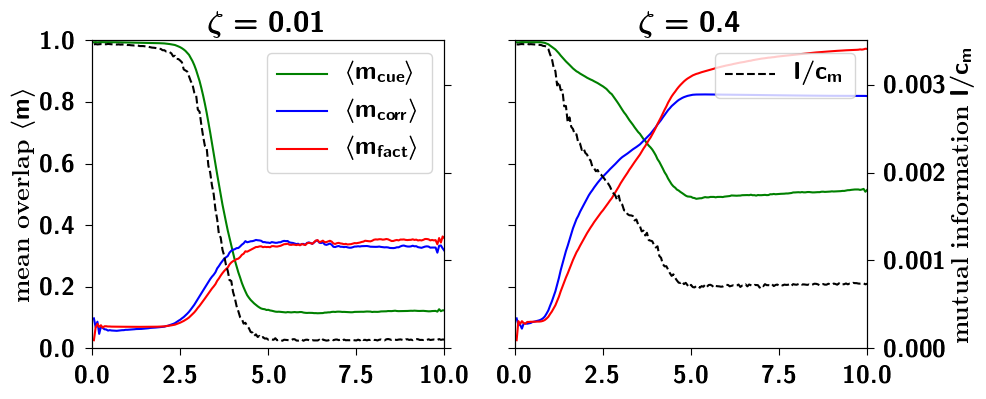 ζ = 0.01
ζ = 0.4
mean overlap ⟨m⟩
1.0
0.8
0.6
0.4
0.2
0.0
⟨m_cue⟩
⟨m_corr⟩
⟨m_fact⟩
0.0 2.5 5.0 7.5 10.0
I/c_m
0.0 2.5 5.0 7.5 10.0
0.003
0.002
0.001
0.000
mutual information I/c_m